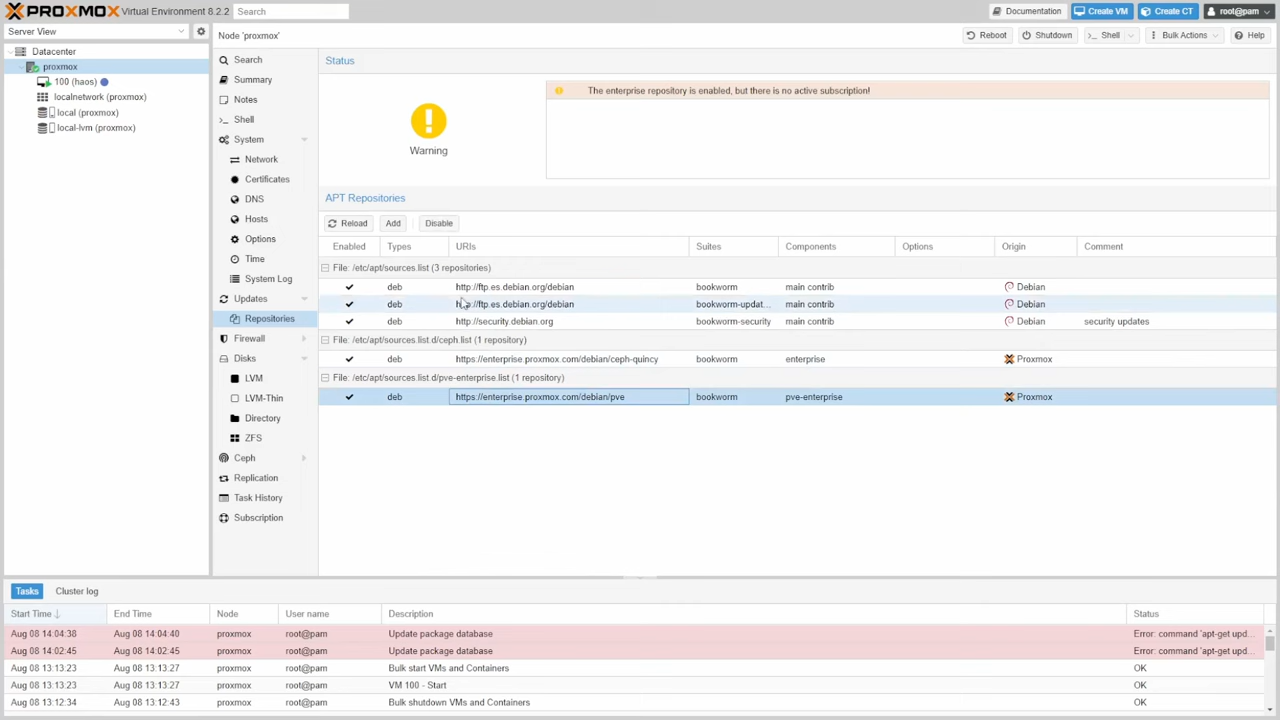 PROXMOX Virtual Environment 8.2.2 Search Documentation Create VM Create CT root@pam
Server View Node 'proxmox' Reboot Shutdown Shell Bulk Actions Help
Datacenter
proxmox
100 (haos)
localnetwork (proxmox)
local (proxmox)
local-lvm (proxmox)
Search
Summary
Notes
Shell
System
Network
Certificates
DNS
Hosts
Options
Time
System Log
Updates
Repositories
Firewall
Disks
LVM
LVM-Thin
Directory
ZFS
Ceph
Replication
Task History
Subscription
Status
The enterprise repository is enabled, but there is no active subscription!
Warning
APT Repositories
Reload Add Disable
Enabled Types URIs Suites Components Options Origin Comment
File: /etc/apt/sources.list (3 repositories)
deb http://ftp.es.debian.org/debian bookworm main contrib Debian
deb http://ftp.es.debian.org/debian bookworm-updat... main contrib Debian
deb http://security.debian.org bookworm-security main contrib Debian security updates
File: /etc/apt/sources.list.d/ceph.list (1 repository)
deb https://enterprise.proxmox.com/debian/ceph-quincy bookworm enterprise Proxmox
File: /etc/apt/sources.list.d/pve-enterprise.list (1 repository)
deb https://enterprise.proxmox.com/debian/pve bookworm pve-enterprise Proxmox
Tasks Cluster log
Start Time End Time Node User name Description Status
Aug 08 14:04:38 Aug 08 14:04:40 proxmox root@pam Update package database Error: command 'apt-get upd...
Aug 08 14:02:45 Aug 08 14:02:45 proxmox root@pam Update package database Error: command 'apt-get upd...
Aug 08 13:13:23 Aug 08 13:13:27 proxmox root@pam Bulk start VMs and Containers OK
Aug 08 13:13:23 Aug 08 13:13:27 proxmox root@pam VM 100 - Start OK
Aug 08 13:12:34 Aug 08 13:12:43 proxmox root@pam Bulk shutdown VMs and Containers OK